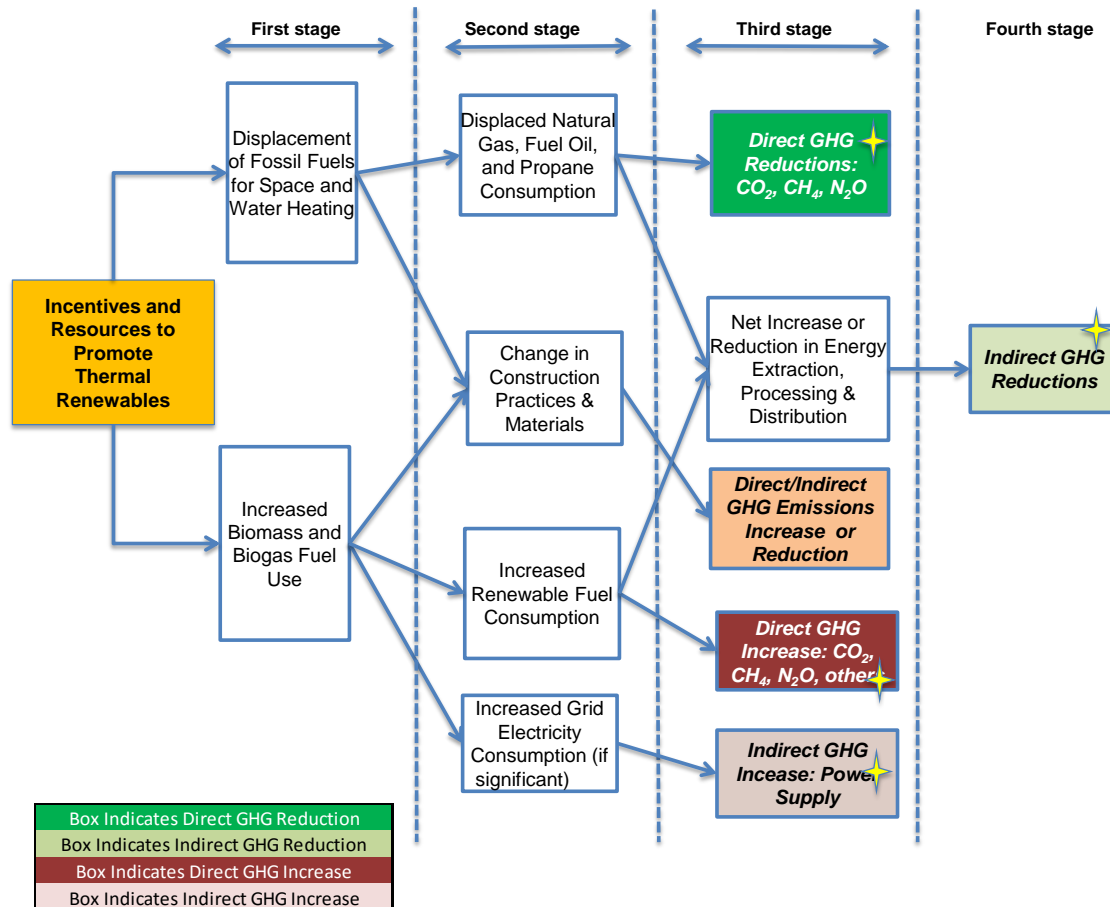 First stage
Second stage
Third stage
Fourth stage
Displacement
of Fossil Fuels
for Space and
Water Heating
Displaced Natural
Gas, Fuel Oil,
and Propane
Consumption
Direct GHG
Reductions:
CO₂, CH₄, N₂O
Incentives and
Resources to
Promote
Thermal
Renewables
Change in
Construction
Practices &
Materials
Net Increase or
Reduction in Energy
Extraction,
Processing &
Distribution
Indirect GHG
Reductions
Increased
Biomass and
Biogas Fuel
Use
Direct/Indirect
GHG Emissions
Increase or
Reduction
Increased
Renewable Fuel
Consumption
Direct GHG
Increase: CO₂,
CH₄, N₂O, others
Increased Grid
Electricity
Consumption (if
significant)
Indirect GHG
Incease: Power
Supply
Box Indicates Direct GHG Reduction
Box Indicates Indirect GHG Reduction
Box Indicates Direct GHG Increase
Box Indicates Indirect GHG Increase